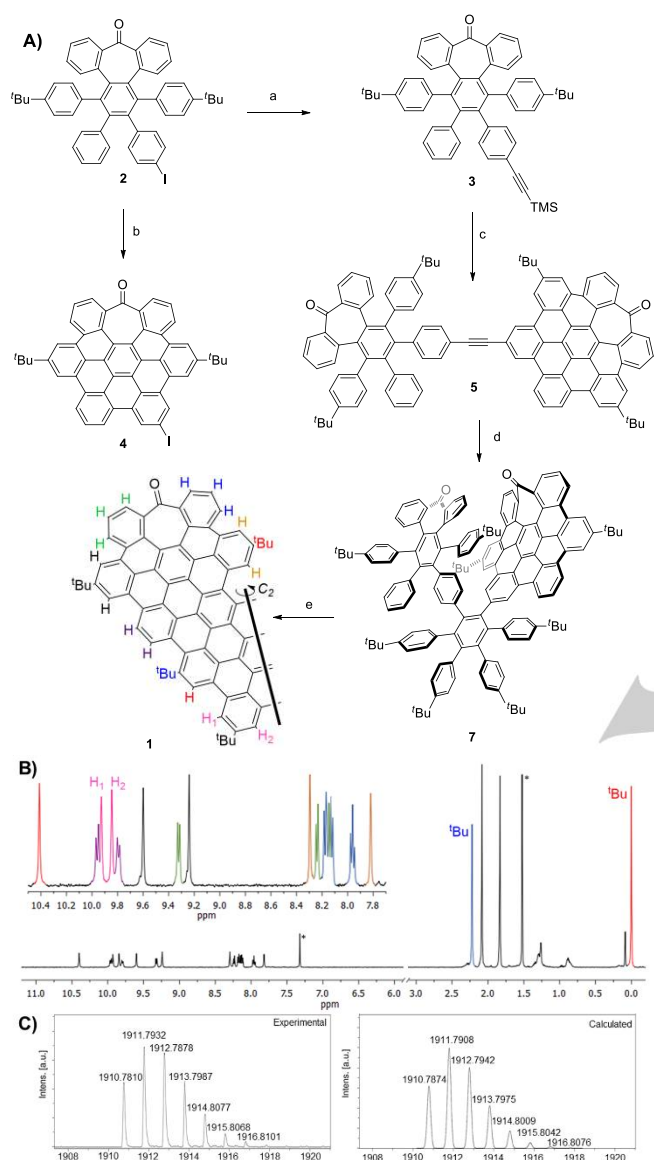 A)
O
O
tBu
tBu
a
tBu
tBu
I
2
3
TMS
b
c
O
tBu
tBu
O
O
tBu
tBu
5
tBu
tBu
I
4
d
O
H
H
H
H
H
H
H
H
tBu
H
H
C2
tBu
H
H
H
tBu
H
H1
H2
tBu
1
e
O
O
tBu
tBu
tBu
tBu
tBu
tBu
tBu
tBu
7
B)
H1 H2
10.4 10.2 10.0 9.8 9.6 9.4 9.2 9.0 8.8 8.6 8.4 8.2 8.0 7.8
ppm
tBu
*
tBu
*
11.0 10.5 10.0 9.5 9.0 8.5 8.0 7.5 7.0 6.5 6.0 3.0 2.5 2.0 1.5 1.0 0.5 0.0
ppm
ppm
C)
Experimental
Intens. [a.u.]
1910.7810
1911.7932
1912.7878
1913.7987
1914.8077
1915.8068
1916.8101
1908 1910 1912 1914 1916 1918 1920
Calculated
Intens. [a.u.]
1910.7874
1911.7908
1912.7942
1913.7975
1914.8009
1915.8042
1916.8076
1908 1910 1912 1914 1916 1918 1920